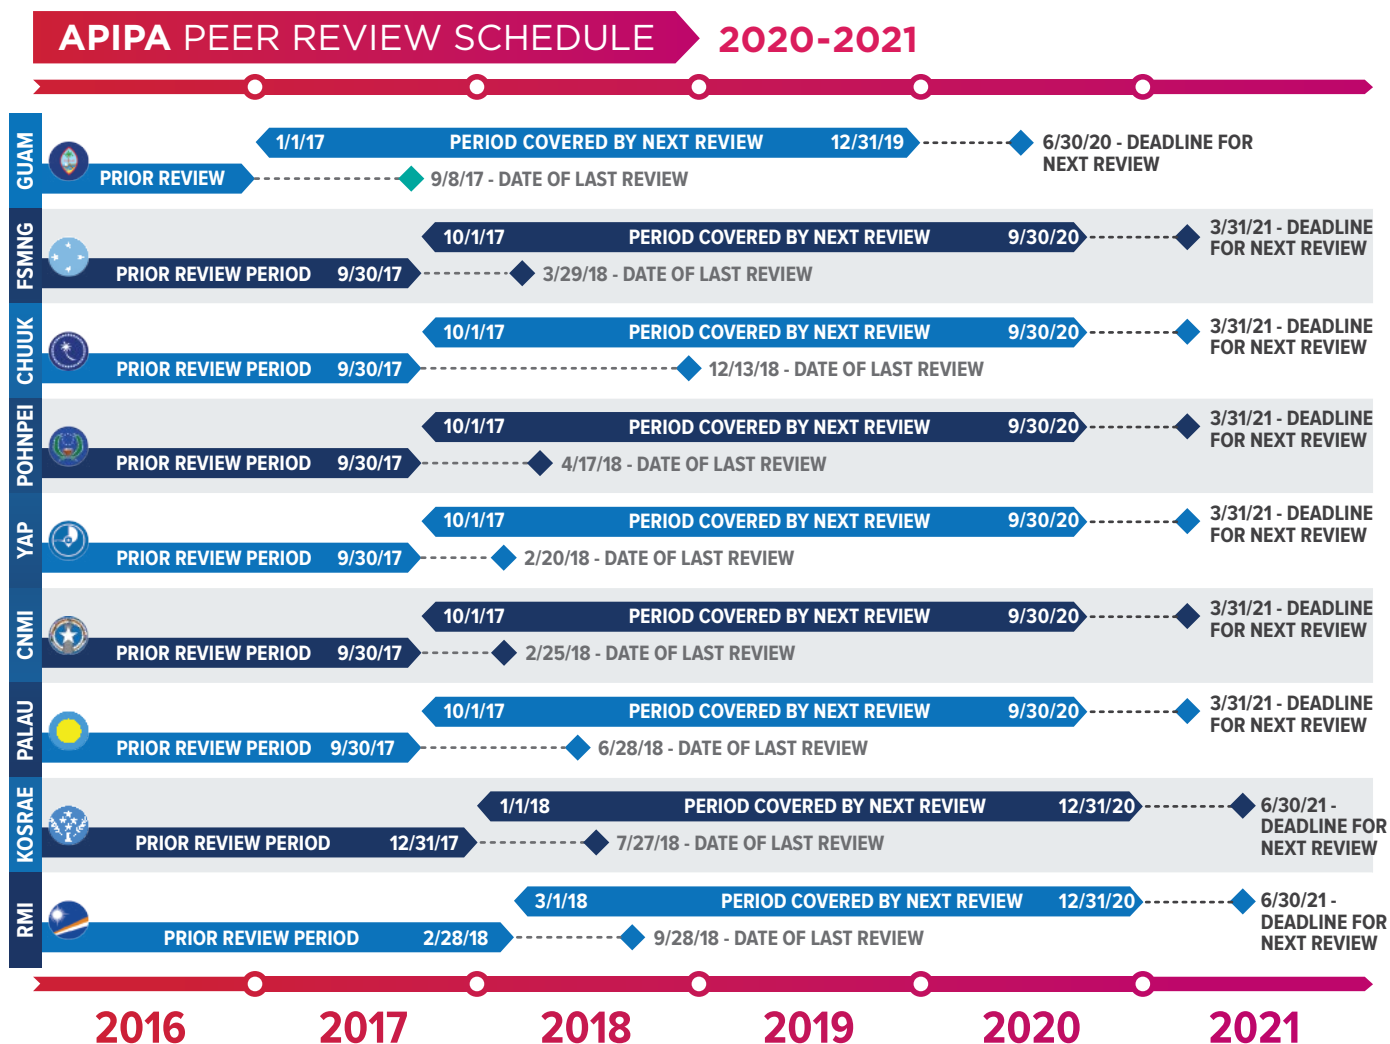 APIPA PEER REVIEW SCHEDULE 2020-2021
GUAM
1/1/17 PERIOD COVERED BY NEXT REVIEW 12/31/19
6/30/20 - DEADLINE FOR
NEXT REVIEW
PRIOR REVIEW
9/8/17 - DATE OF LAST REVIEW
FSMNG
10/1/17 PERIOD COVERED BY NEXT REVIEW 9/30/20
3/31/21 - DEADLINE
FOR NEXT REVIEW
PRIOR REVIEW PERIOD 9/30/17
3/29/18 - DATE OF LAST REVIEW
CHUUK
10/1/17 PERIOD COVERED BY NEXT REVIEW 9/30/20
3/31/21 - DEADLINE
FOR NEXT REVIEW
PRIOR REVIEW PERIOD 9/30/17
12/13/18 - DATE OF LAST REVIEW
POHNPEI
10/1/17 PERIOD COVERED BY NEXT REVIEW 9/30/20
3/31/21 - DEADLINE
FOR NEXT REVIEW
PRIOR REVIEW PERIOD 9/30/17
4/17/18 - DATE OF LAST REVIEW
YAP
10/1/17 PERIOD COVERED BY NEXT REVIEW 9/30/20
3/31/21 - DEADLINE
FOR NEXT REVIEW
PRIOR REVIEW PERIOD 9/30/17
2/20/18 - DATE OF LAST REVIEW
CNMI
10/1/17 PERIOD COVERED BY NEXT REVIEW 9/30/20
3/31/21 - DEADLINE
FOR NEXT REVIEW
PRIOR REVIEW PERIOD 9/30/17
2/25/18 - DATE OF LAST REVIEW
PALAU
10/1/17 PERIOD COVERED BY NEXT REVIEW 9/30/20
3/31/21 - DEADLINE
FOR NEXT REVIEW
PRIOR REVIEW PERIOD 9/30/17
6/28/18 - DATE OF LAST REVIEW
KOSRAE
1/1/18 PERIOD COVERED BY NEXT REVIEW 12/31/20
6/30/21 -
DEADLINE FOR
NEXT REVIEW
PRIOR REVIEW PERIOD 12/31/17
7/27/18 - DATE OF LAST REVIEW
RMI
3/1/18 PERIOD COVERED BY NEXT REVIEW 12/31/20
6/30/21 -
DEADLINE FOR
NEXT REVIEW
PRIOR REVIEW PERIOD 2/28/18
9/28/18 - DATE OF LAST REVIEW
2016 2017 2018 2019 2020 2021